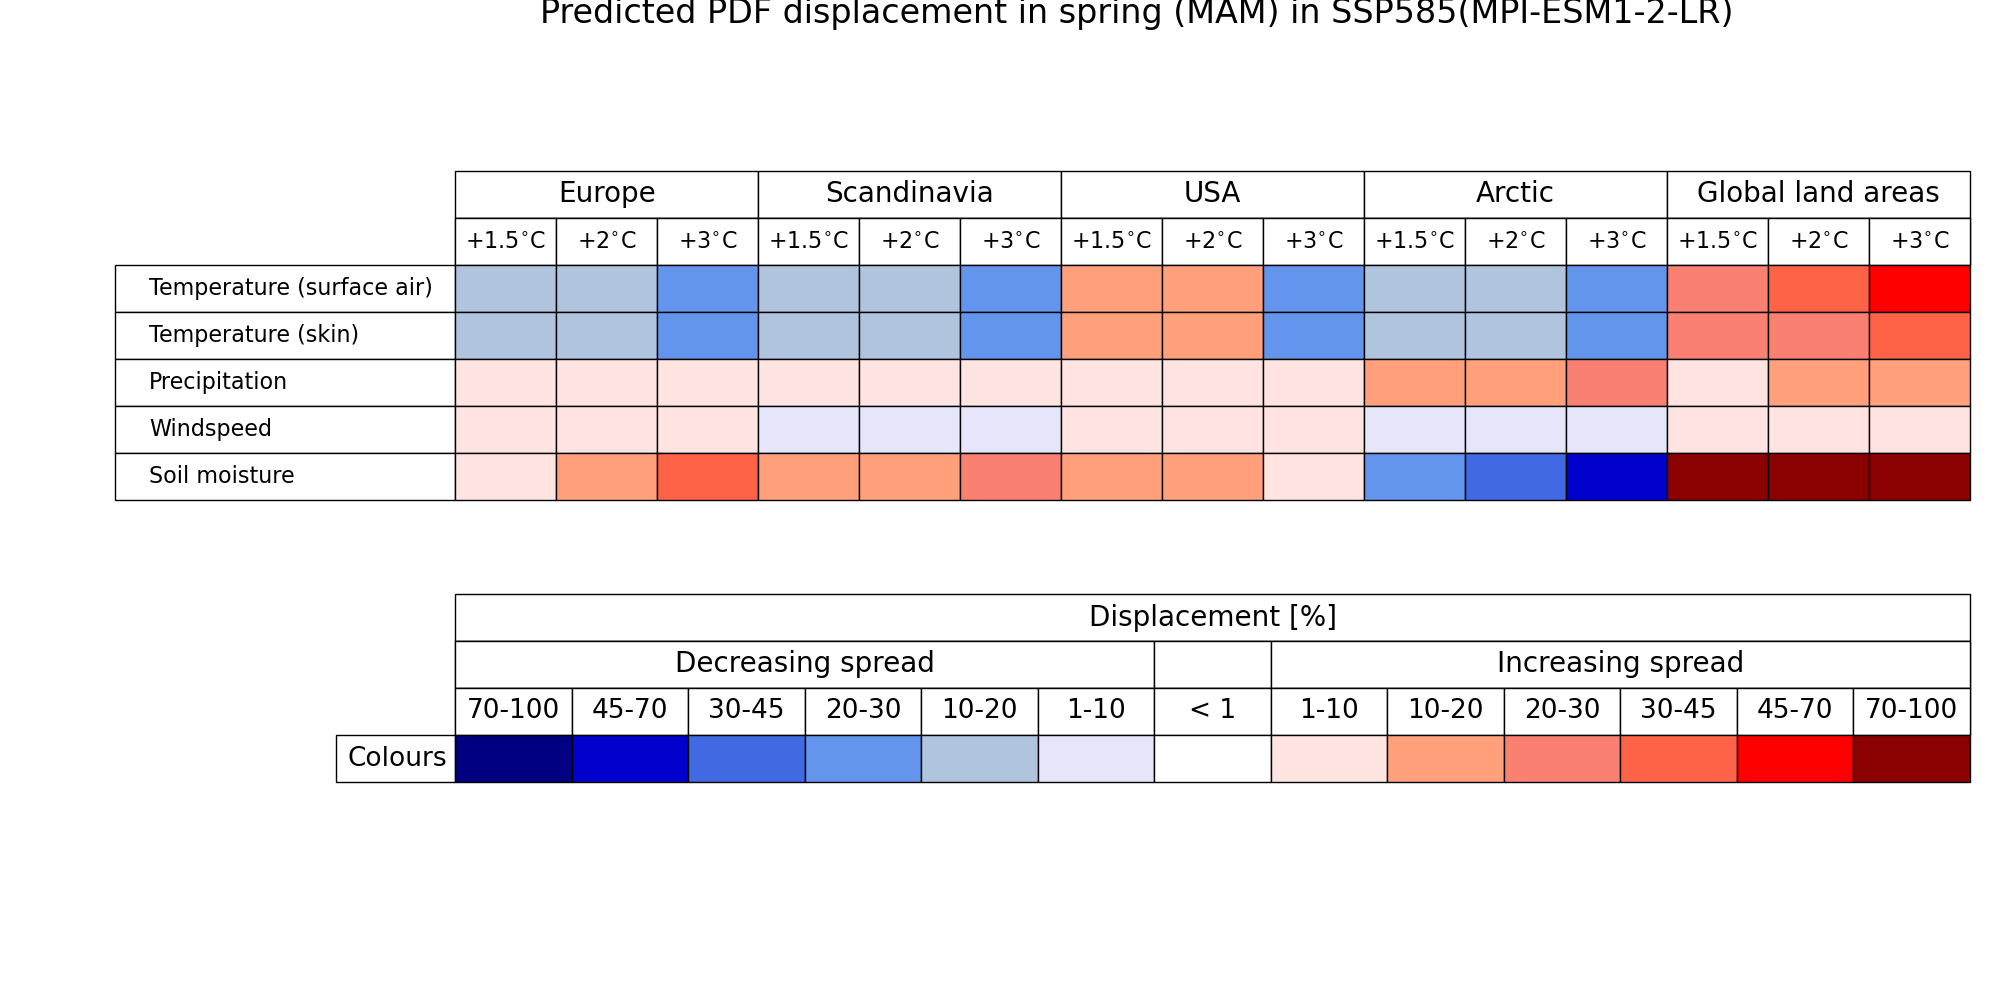 Predicted PDF displacement in spring (MAM) in SSP585(MPI-ESM1-2-LR)
Europe Scandinavia USA Arctic Global land areas
+1.5°C +2°C +3°C +1.5°C +2°C +3°C +1.5°C +2°C +3°C +1.5°C +2°C +3°C +1.5°C +2°C +3°C
Temperature (surface air)
Temperature (skin)
Precipitation
Windspeed
Soil moisture
Displacement [%]
Decreasing spread Increasing spread
70-100 45-70 30-45 20-30 10-20 1-10 < 1 1-10 10-20 20-30 30-45 45-70 70-100
Colours